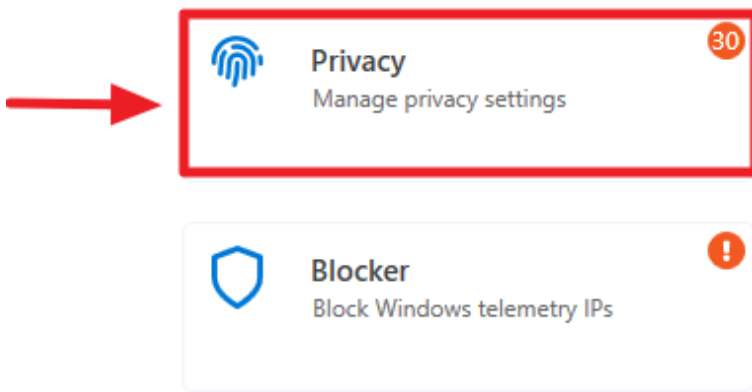 30
Privacy
Manage privacy settings
!
Blocker
Block Windows telemetry IPs